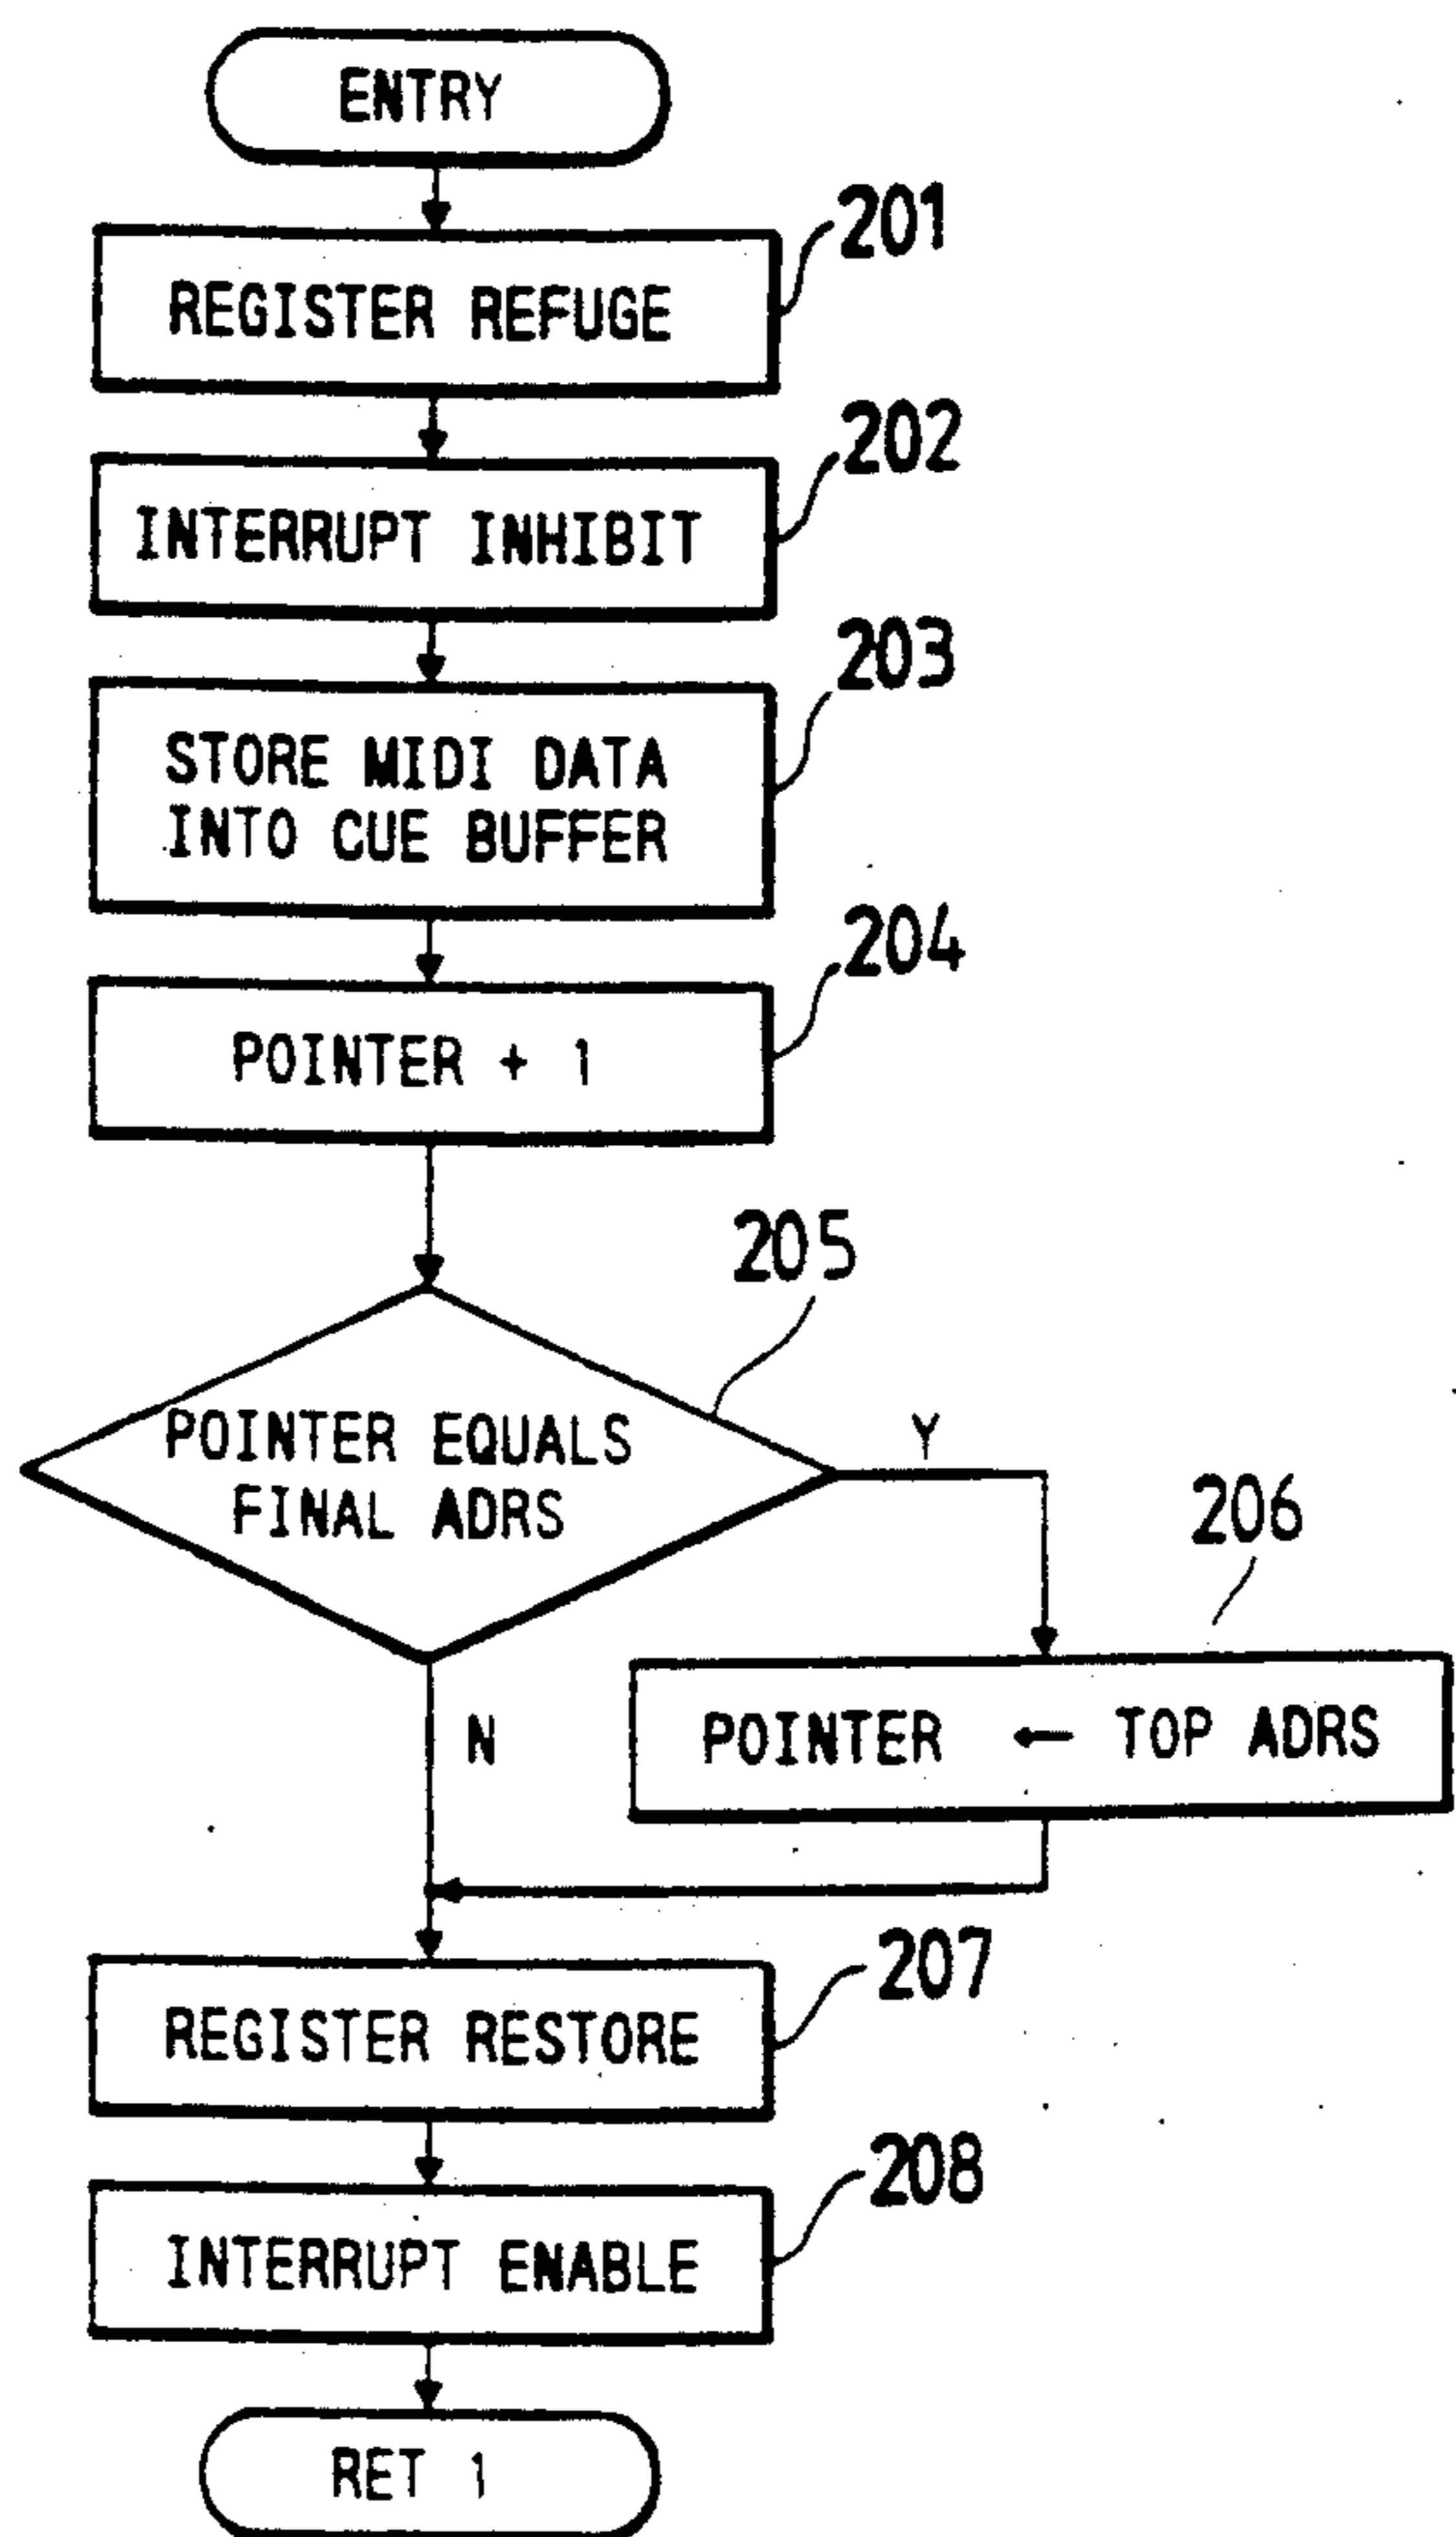 ENTRY
201
REGISTER REFUGE
202
INTERRUPT INHIBIT
203
STORE MIDI DATA
INTO CUE BUFFER
204
POINTER + 1
205
POINTER EQUALS
FINAL ADRS
Y
206
N
POINTER ← TOP ADRS
207
REGISTER RESTORE
208
INTERRUPT ENABLE
RET 1